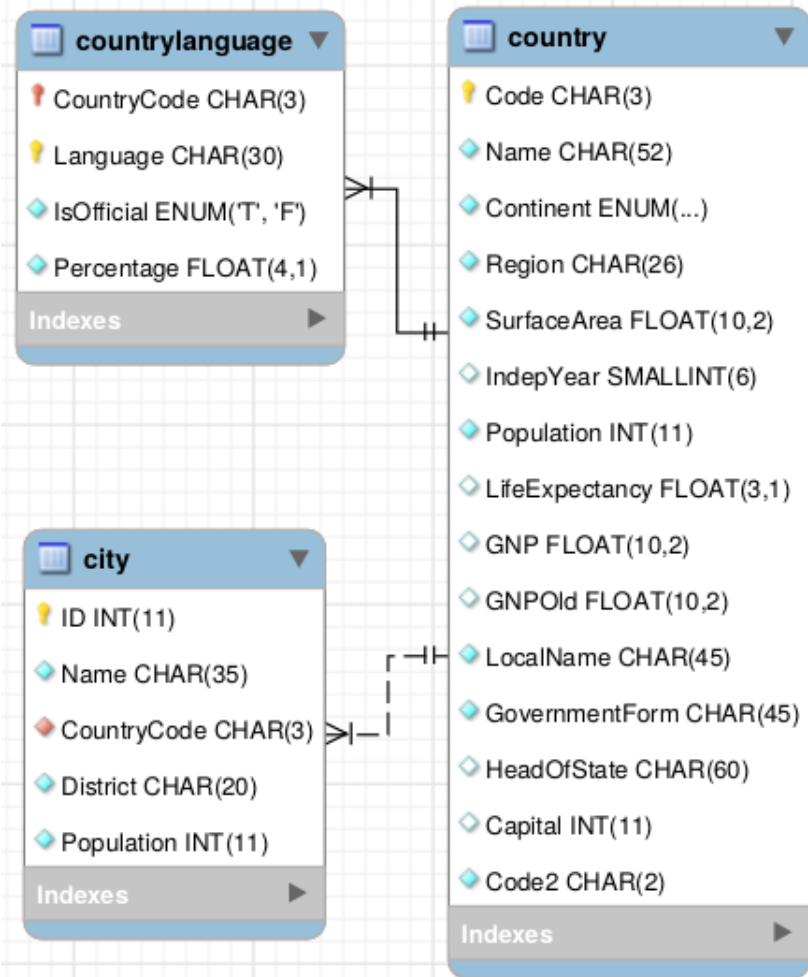 countrylanguage
CountryCode CHAR(3)
Language CHAR(30)
IsOfficial ENUM('T', 'F')
Percentage FLOAT(4,1)
Indexes
country
Code CHAR(3)
Name CHAR(52)
Continent ENUM(...)
Region CHAR(26)
SurfaceArea FLOAT(10,2)
IndepYear SMALLINT(6)
Population INT(11)
LifeExpectancy FLOAT(3,1)
GNP FLOAT(10,2)
GNPOld FLOAT(10,2)
LocalName CHAR(45)
GovernmentForm CHAR(45)
HeadOfState CHAR(60)
Capital INT(11)
Code2 CHAR(2)
Indexes
city
ID INT(11)
Name CHAR(35)
CountryCode CHAR(3)
District CHAR(20)
Population INT(11)
Indexes